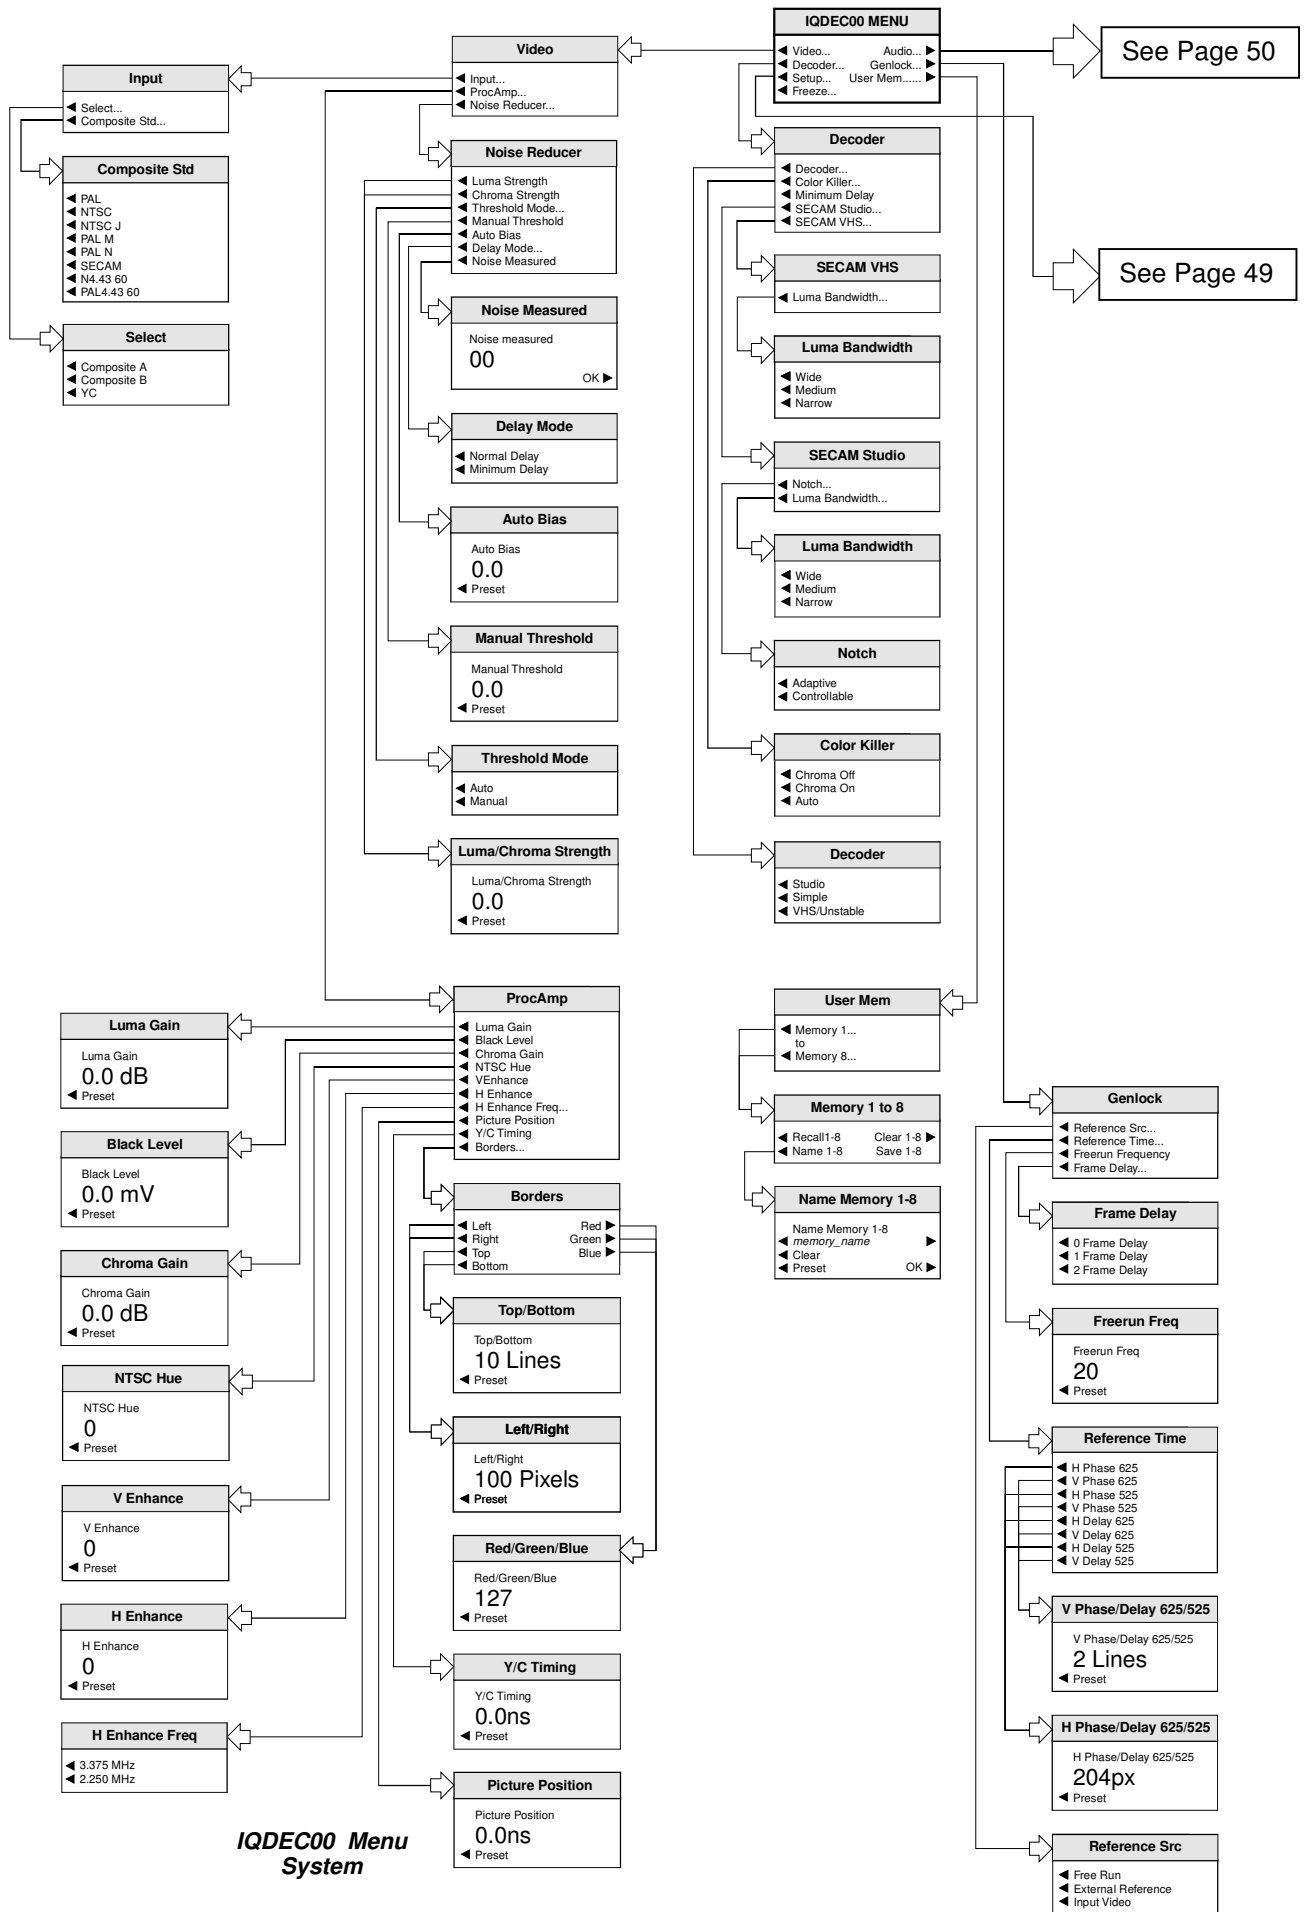 IQDEC00 MENU
◀ Video... Audio... ▶
◀ Decoder... Genlock... ▶
◀ Setup... User Mem...... ▶
◀ Freeze...
See Page 50
See Page 49
Video
◀ Input...
◀ ProcAmp...
◀ Noise Reducer...
Input
◀ Select...
◀ Composite Std...
Composite Std
◀ PAL
◀ NTSC
◀ NTSC J
◀ PAL M
◀ PAL N
◀ SECAM
◀ N4.43 60
◀ PAL4.43 60
Select
◀ Composite A
◀ Composite B
◀ YC
Noise Reducer
◀ Luma Strength
◀ Chroma Strength
◀ Threshold Mode...
◀ Manual Threshold
◀ Auto Bias
◀ Delay Mode...
◀ Noise Measured
Noise Measured
Noise measured
00
OK ▶
Delay Mode
◀ Normal Delay
◀ Minimum Delay
Auto Bias
Auto Bias
0.0
◀ Preset
Manual Threshold
Manual Threshold
0.0
◀ Preset
Threshold Mode
◀ Auto
◀ Manual
Luma/Chroma Strength
Luma/Chroma Strength
0.0
◀ Preset
Decoder
◀ Decoder...
◀ Color Killer...
◀ Minimum Delay
◀ SECAM Studio...
◀ SECAM VHS...
SECAM VHS
◀ Luma Bandwidth...
Luma Bandwidth
◀ Wide
◀ Medium
◀ Narrow
SECAM Studio
◀ Notch...
◀ Luma Bandwidth...
Luma Bandwidth
◀ Wide
◀ Medium
◀ Narrow
Notch
◀ Adaptive
◀ Controllable
Color Killer
◀ Chroma Off
◀ Chroma On
◀ Auto
Decoder
◀ Studio
◀ Simple
◀ VHS/Unstable
ProcAmp
◀ Luma Gain
◀ Black Level
◀ Chroma Gain
◀ NTSC Hue
◀ VEnhance
◀ H Enhance
◀ H Enhance Freq...
◀ Picture Position
◀ Y/C Timing
◀ Borders...
Luma Gain
Luma Gain
0.0 dB
◀ Preset
Black Level
Black Level
0.0 mV
◀ Preset
Chroma Gain
Chroma Gain
0.0 dB
◀ Preset
NTSC Hue
NTSC Hue
0
◀ Preset
V Enhance
V Enhance
0
◀ Preset
H Enhance
H Enhance
0
◀ Preset
H Enhance Freq
◀ 3.375 MHz
◀ 2.250 MHz
Borders
◀ Left Red ▶
◀ Right Green ▶
◀ Top Blue ▶
◀ Bottom
Top/Bottom
Top/Bottom
10 Lines
◀ Preset
Left/Right
Left/Right
100 Pixels
◀ Preset
Red/Green/Blue
Red/Green/Blue
127
◀ Preset
Y/C Timing
Y/C Timing
0.0ns
◀ Preset
Picture Position
Picture Position
0.0ns
◀ Preset
User Mem
◀ Memory 1...
to
◀ Memory 8...
Memory 1 to 8
◀ Recall1-8 Clear 1-8 ▶
◀ Name 1-8 Save 1-8
Name Memory 1-8
Name Memory 1-8
◀ memory_name ▶
◀ Clear
◀ Preset OK ▶
Genlock
◀ Reference Src...
◀ Reference Time...
◀ Freerun Frequency
◀ Frame Delay...
Frame Delay
◀ 0 Frame Delay
◀ 1 Frame Delay
◀ 2 Frame Delay
Freerun Freq
Freerun Freq
20
◀ Preset
Reference Time
◀ H Phase 625
◀ V Phase 625
◀ H Phase 525
◀ V Phase 525
◀ H Delay 625
◀ V Delay 625
◀ H Delay 525
◀ V Delay 525
V Phase/Delay 625/525
V Phase/Delay 625/525
2 Lines
◀ Preset
H Phase/Delay 625/525
H Phase/Delay 625/525
204px
◀ Preset
Reference Src
◀ Free Run
◀ External Reference
◀ Input Video
IQDEC00 Menu
System